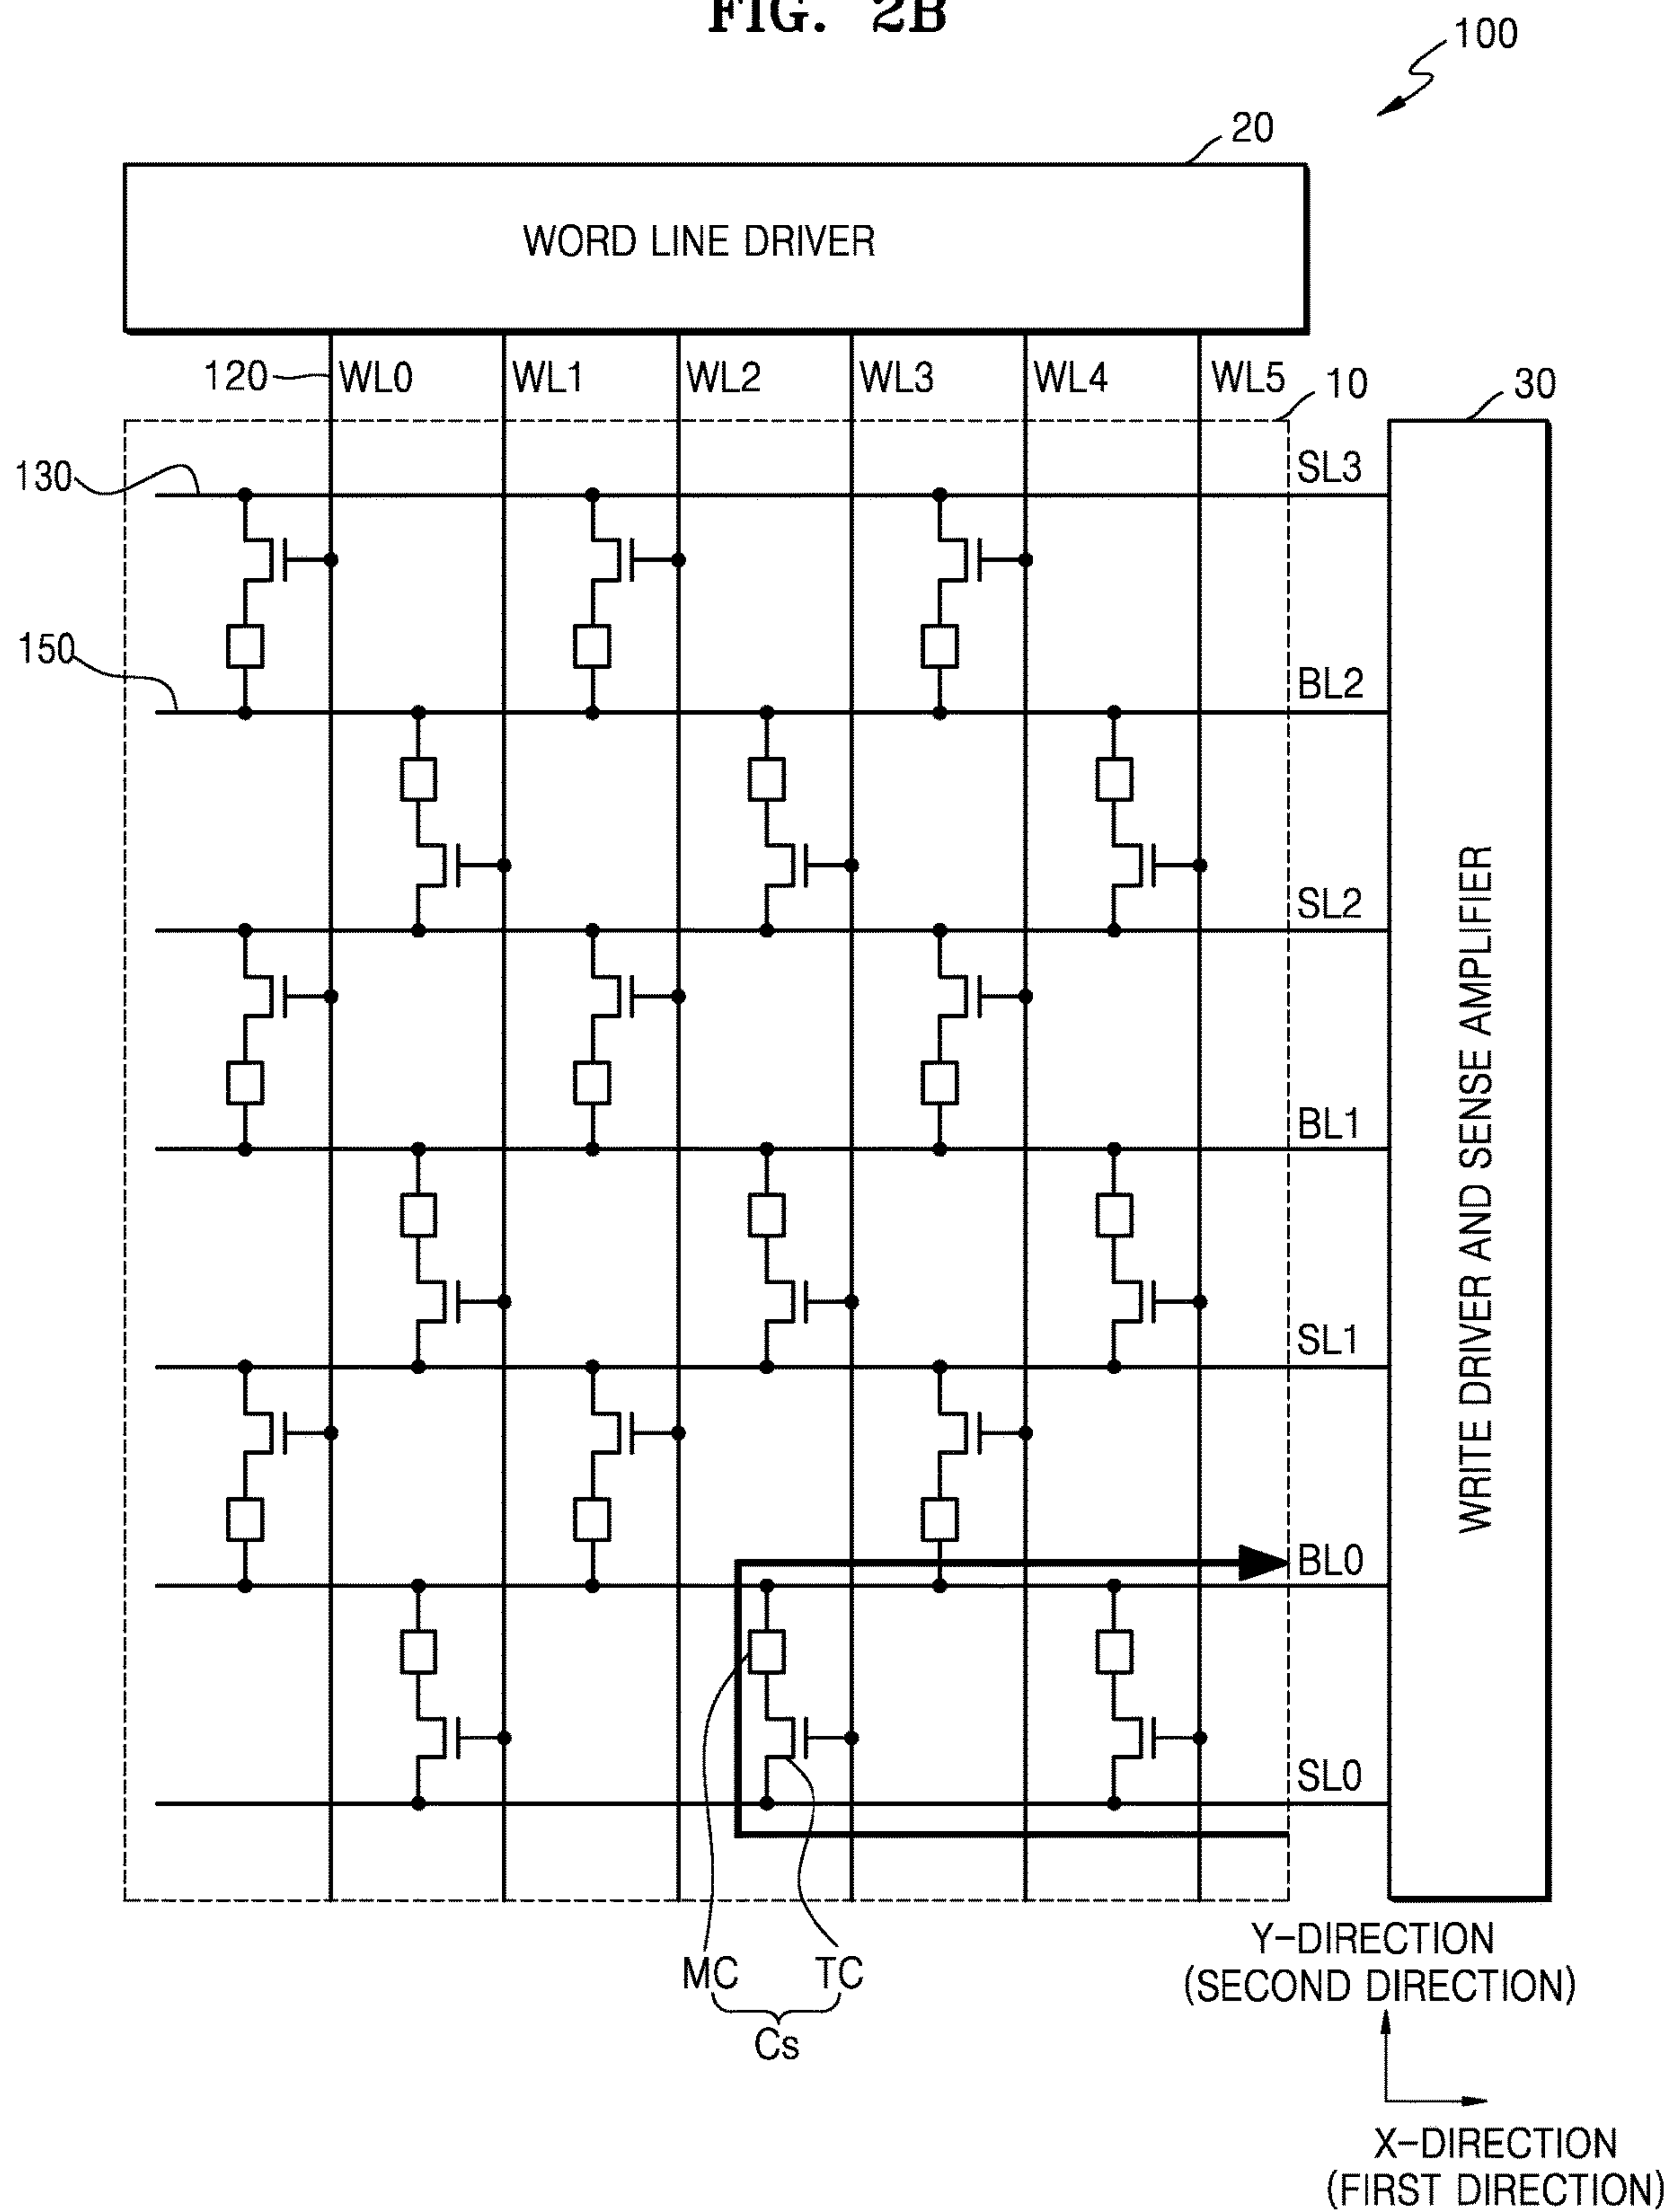 FIG. 2B
100
20
WORD LINE DRIVER
120
WL0
WL1
WL2
WL3
WL4
WL5
10
30
SL3
130
150
BL2
SL2
WRITE DRIVER AND SENSE AMPLIFIER
BL1
SL1
BL0
SL0
MC
TC
Cs
Y-DIRECTION
(SECOND DIRECTION)
X-DIRECTION
(FIRST DIRECTION)